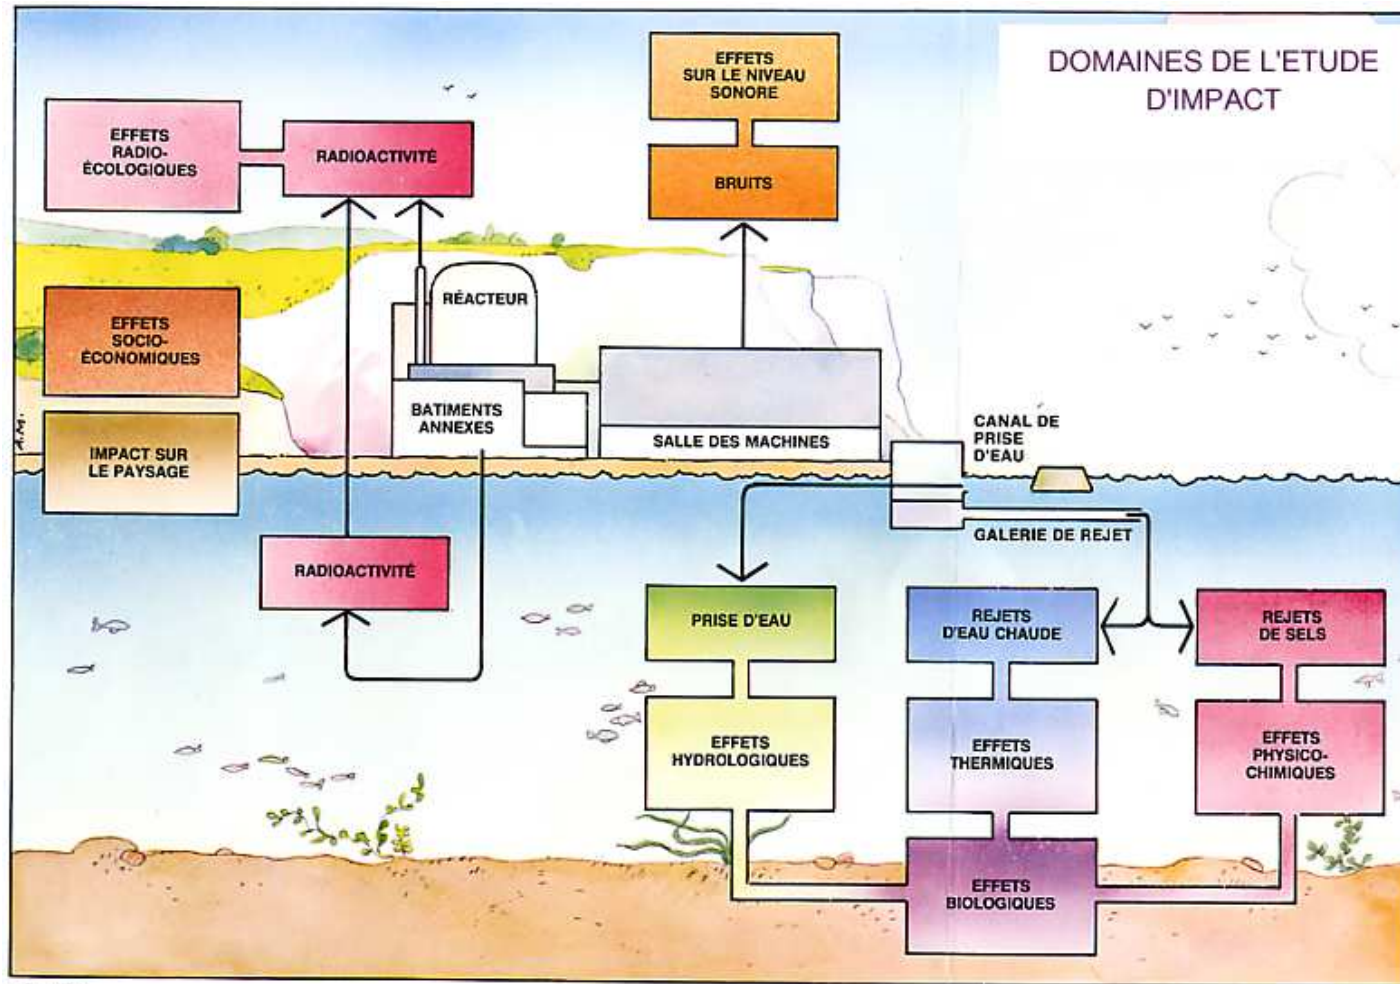 DOMAINES DE L'ETUDE
D'IMPACT
EFFETS
SUR LE NIVEAU
SONORE
BRUITS
EFFETS
RADIO-
ÉCOLOGIQUES
RADIOACTIVITÉ
EFFETS
SOCIO-
ÉCONOMIQUES
IMPACT SUR
LE PAYSAGE
RÉACTEUR
BATIMENTS
ANNEXES
SALLE DES MACHINES
CANAL DE
PRISE
D'EAU
GALERIE DE REJET
RADIOACTIVITÉ
PRISE D'EAU
REJETS
D'EAU CHAUDE
REJETS
DE SELS
EFFETS
HYDROLOGIQUES
EFFETS
THERMIQUES
EFFETS
PHYSICO-
CHIMIQUES
EFFETS
BIOLOGIQUES